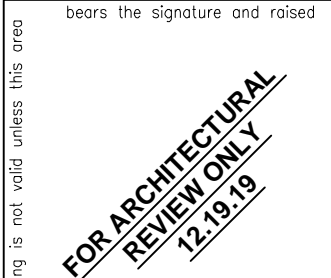 bears the signature and raised
ng is not valid unless this area
FOR ARCHITECTURAL
REVIEW ONLY
12.19.19